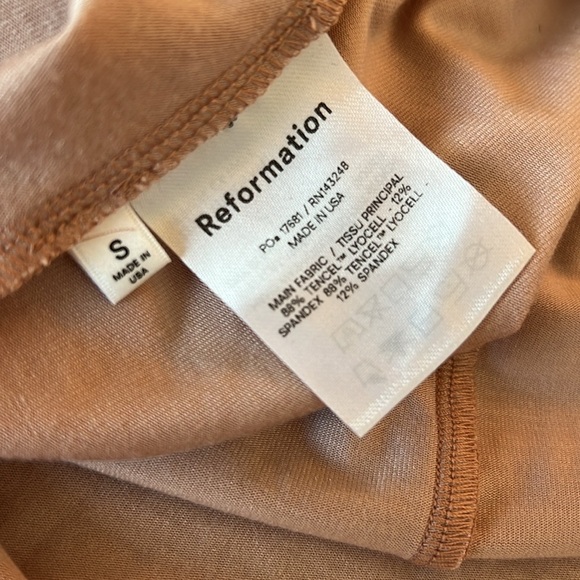 Reformation
PO# 17681 / RN143248
MADE IN USA
MAIN FABRIC / TISSU PRINCIPAL
88% TENCEL™ LYOCELL - 12%
SPANDEX 88% TENCEL™ LYOCELL
12% SPANDEX
S
MADE IN
USA